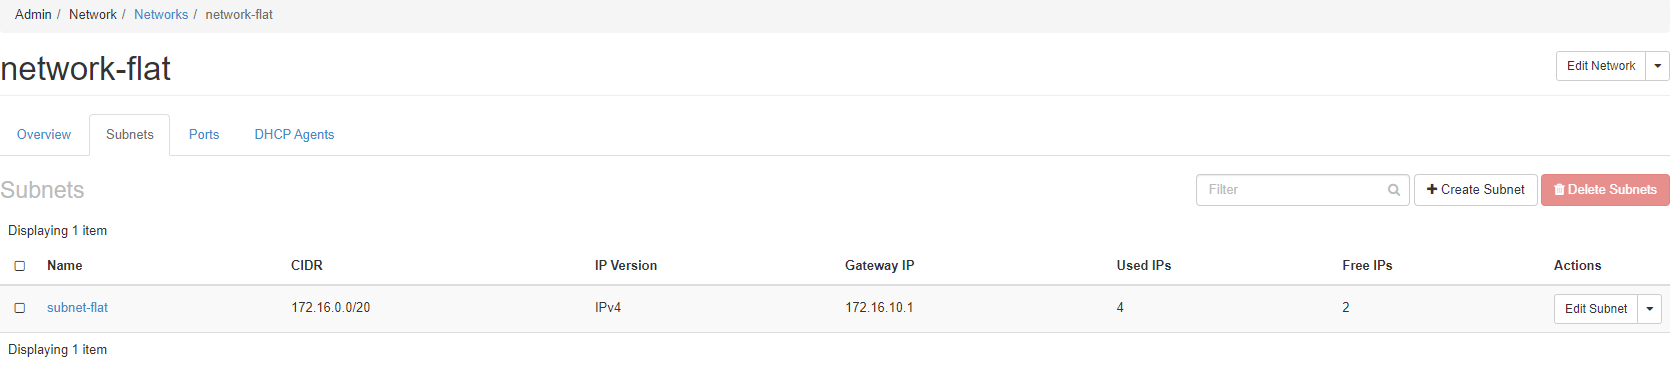 Admin / Network / Networks / network-flat
network-flat
Edit Network
Overview Subnets Ports DHCP Agents
Subnets
Filter
Create Subnet
Delete Subnets
Displaying 1 item
Name CIDR IP Version Gateway IP Used IPs Free IPs Actions
subnet-flat 172.16.0.0/20 IPv4 172.16.10.1 4 2 Edit Subnet
Displaying 1 item